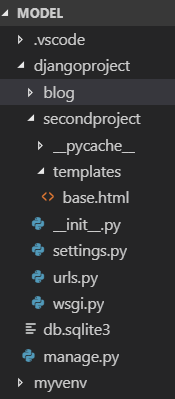 MODEL
.vscode
djangoproject
blog
secondproject
__pycache__
templates
base.html
__init__.py
settings.py
urls.py
wsgi.py
db.sqlite3
manage.py
myvenv